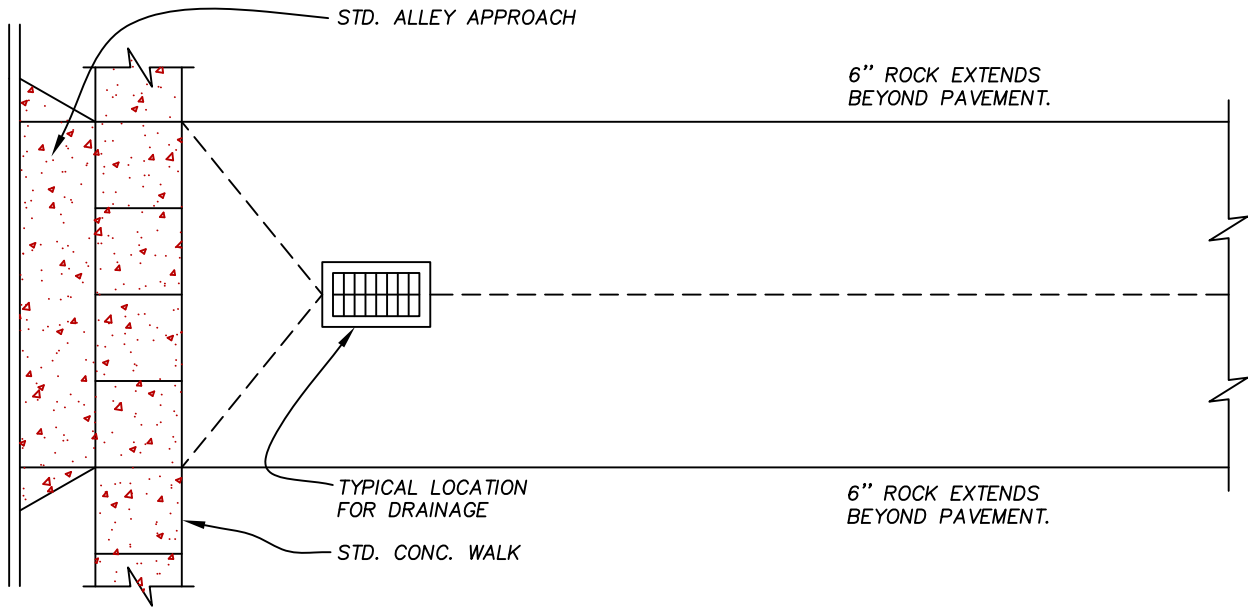 STD. ALLEY APPROACH
6” ROCK EXTENDS
BEYOND PAVEMENT.
TYPICAL LOCATION
FOR DRAINAGE
6” ROCK EXTENDS
BEYOND PAVEMENT.
STD. CONC. WALK